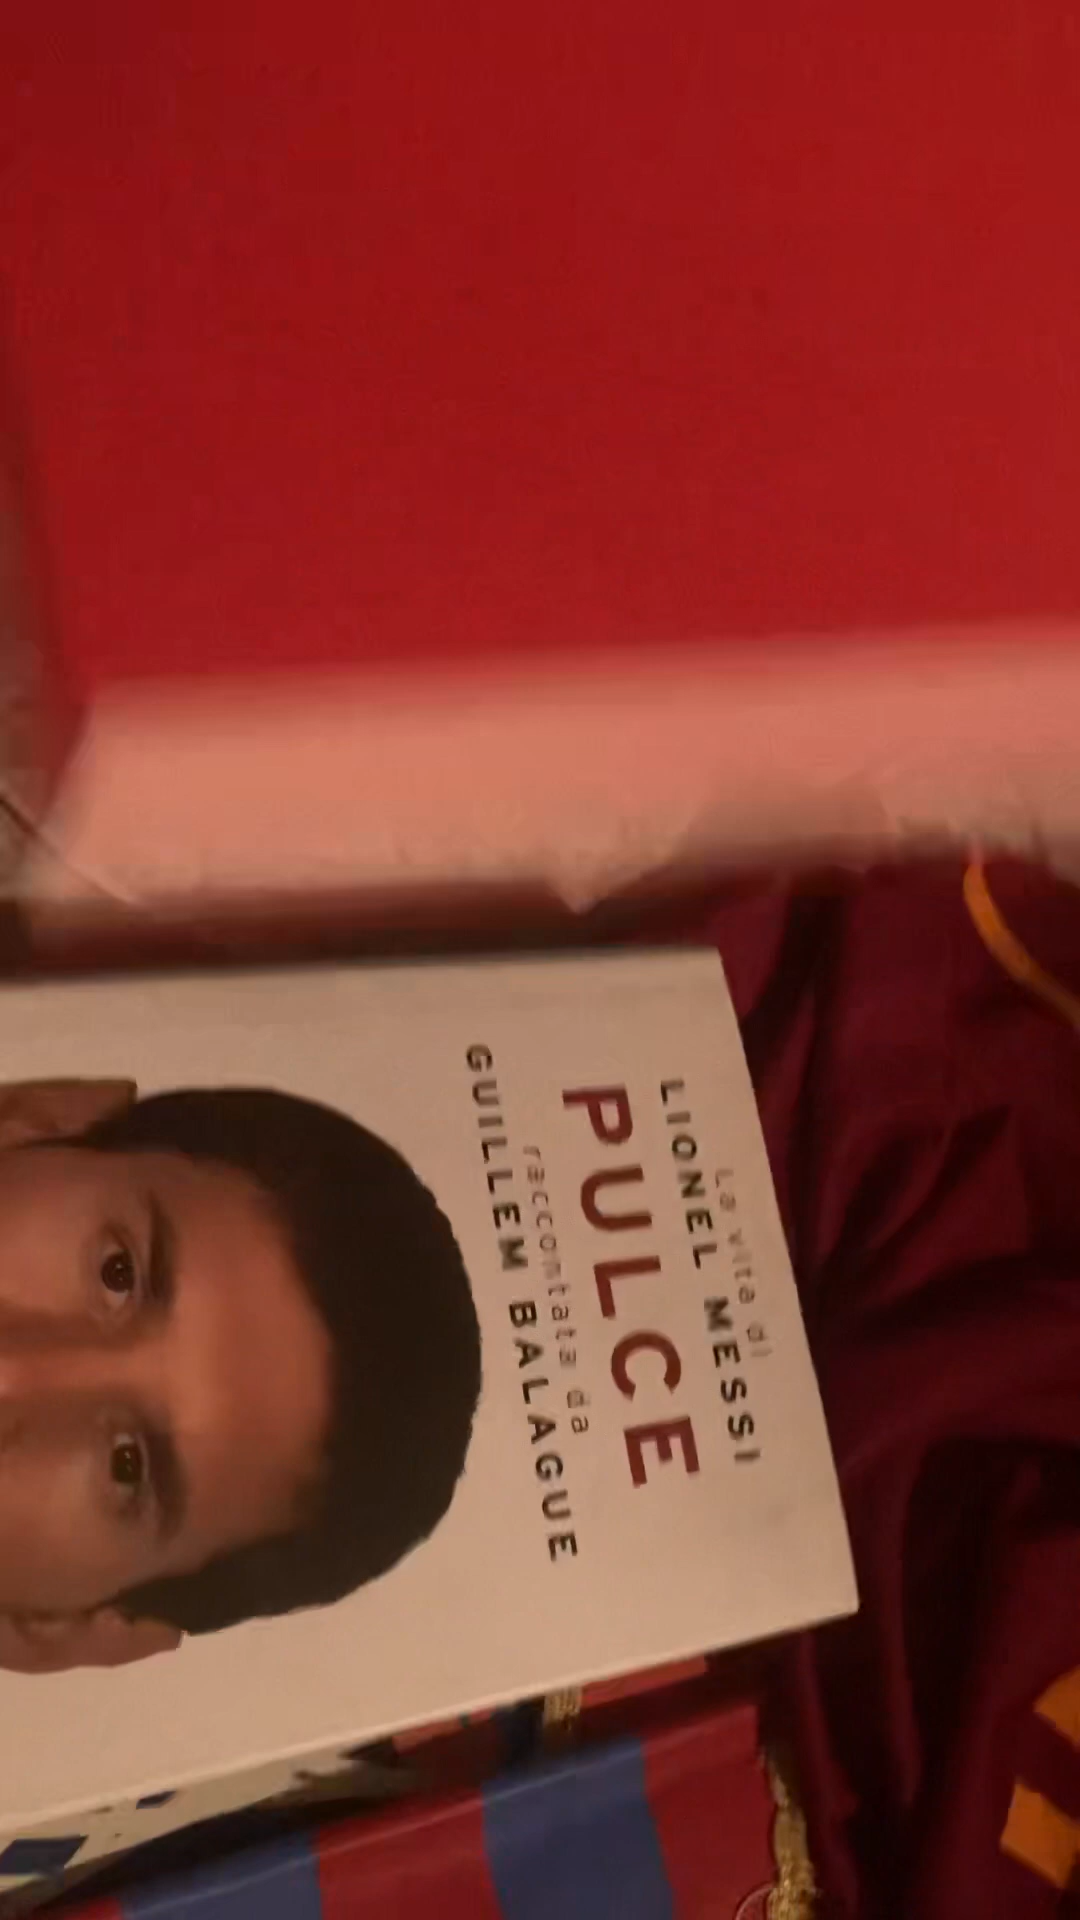 La vita di
LIONEL MESSI
PULCE
raccontata da
GUILLEM BALAGUE